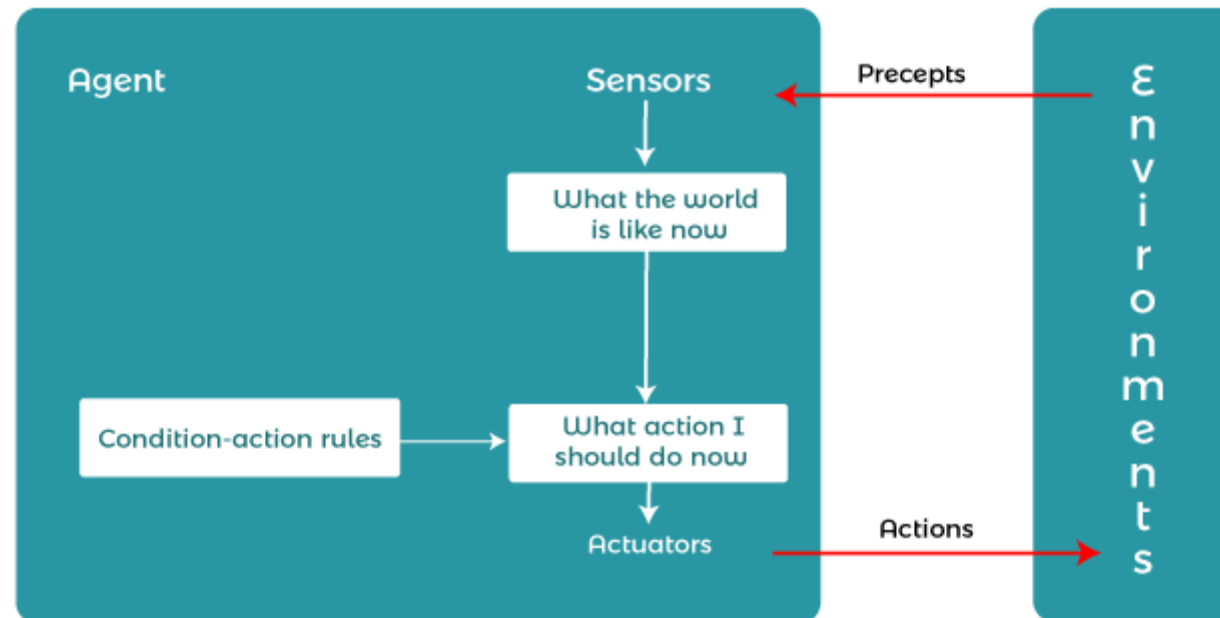 Agent
Sensors
Precepts
What the world
is like now
Condition-action rules
What action I
should do now
Actuators
Actions
Environments